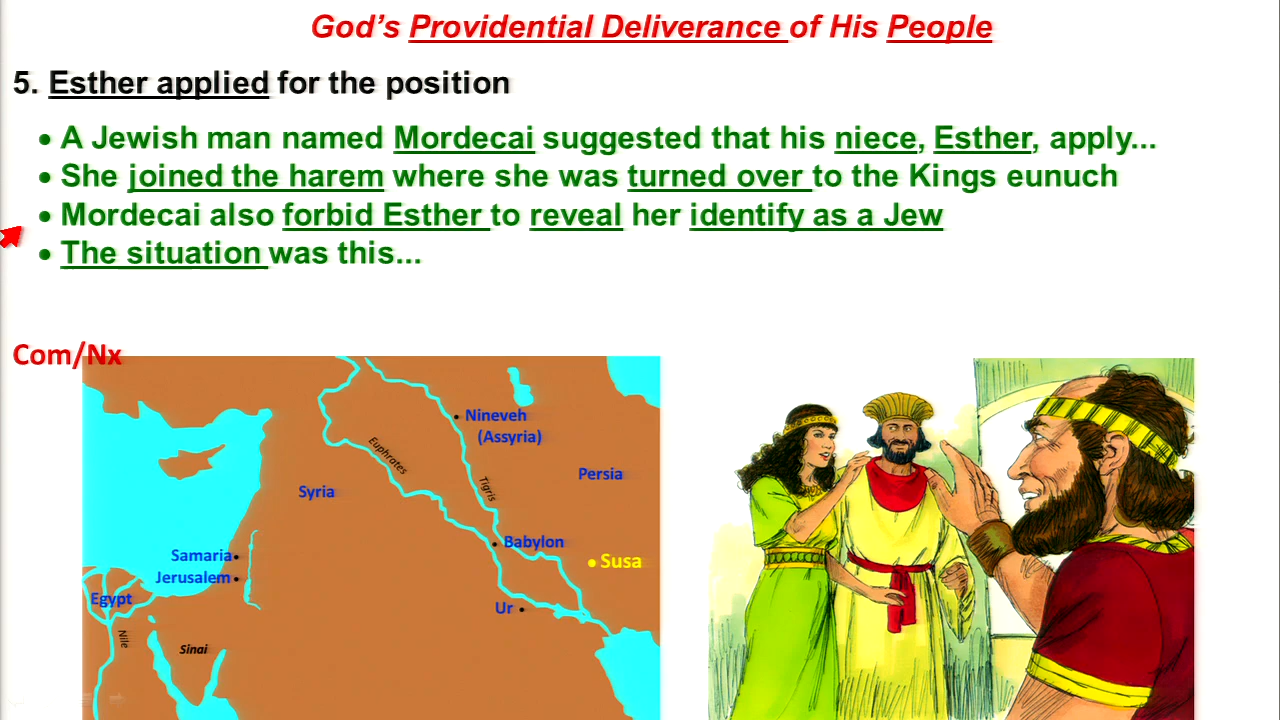 God's Providential Deliverance of His People
5. Esther applied for the position
• A Jewish man named Mordecai suggested that his niece, Esther, apply...
• She joined the harem where she was turned over to the Kings eunuch
• Mordecai also forbid Esther to reveal her identify as a Jew
• The situation was this...
Com/Nx
Nineveh
(Assyria)
Euphrates
Persia
Tigris
Syria
Babylon
Samaria
Susa
Jerusalem
Egypt
Ur
Nile
Sinai